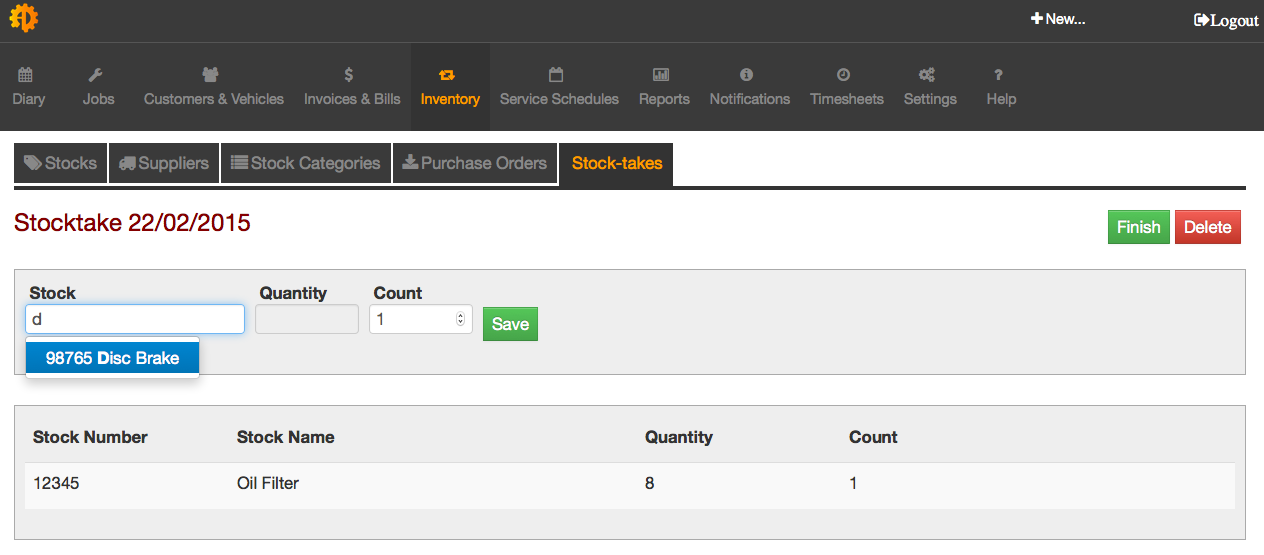 New... Logout
Diary Jobs Customers & Vehicles Invoices & Bills Inventory Service Schedules Reports Notifications Timesheets Settings Help
Stocks Suppliers Stock Categories Purchase Orders Stock-takes
Stocktake 22/02/2015 Finish Delete
Stock Quantity Count
d 1 Save
98765 Disc Brake
Stock Number Stock Name Quantity Count
12345 Oil Filter 8 1